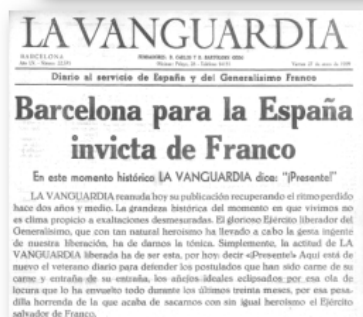 LA VANGUARDIA
BARCELONA
FUNDADORES: D. CARLOS Y D. BARTOLOMÉ GODÓ
Diario al servicio de España y del Generalísimo Franco
Barcelona para la España
invicta de Franco
En este momento histórico LA VANGUARDIA dice: "¡Presente!"
LA VANGUARDIA reanuda hoy su publicación recuperando el ritmo perdido
hace dos años y medio. La grandeza histórica del momento en que vivimos no
es clima propicio a exaltaciones desmesuradas. El glorioso Ejército liberador del
Generalísimo, que con tan natural heroísmo ha llevado a cabo la gesta ingente
de nuestra liberación, ha de darnos la tónica. Simplemente, la actitud de LA
VANGUARDIA liberada ha de ser esta, por hoy: decir «¡Presente!» Aquí está de
nuevo el veterano diario para defender los postulados que han sido carne de su
carne y entraña de su entraña, los añejos ideales eclipsados por esa ola de
locura que lo ha envuelto todo durante los últimos treinta meses, por esa pesa-
dilla horrenda de la que acaba de sacarnos con sin igual heroísmo el Ejército
salvador de Franco.